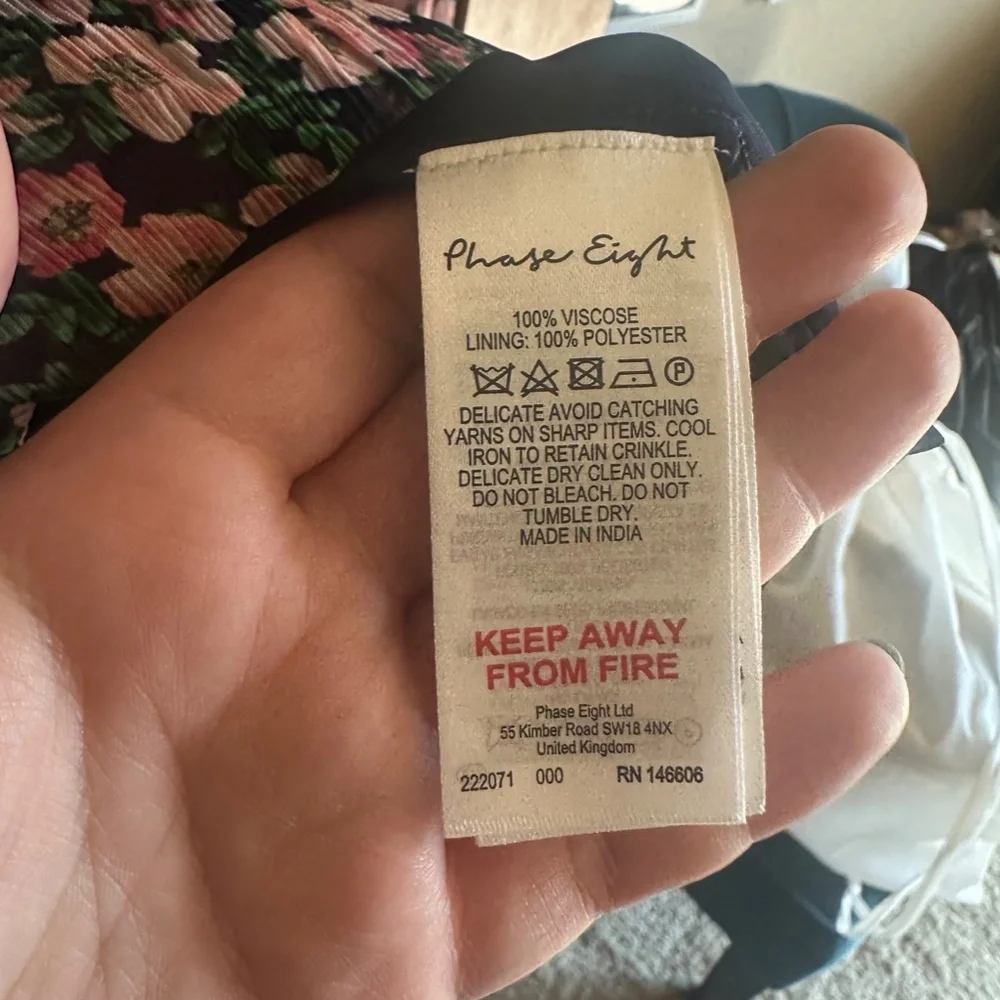 Phase Eight
100% VISCOSE
LINING: 100% POLYESTER
P
DELICATE AVOID CATCHING
YARNS ON SHARP ITEMS. COOL
IRON TO RETAIN CRINKLE.
DELICATE DRY CLEAN ONLY.
DO NOT BLEACH. DO NOT
TUMBLE DRY.
MADE IN INDIA
KEEP AWAY
FROM FIRE
Phase Eight Ltd
55 Kimber Road SW18 4NX
United Kingdom
222071 000 RN 146606